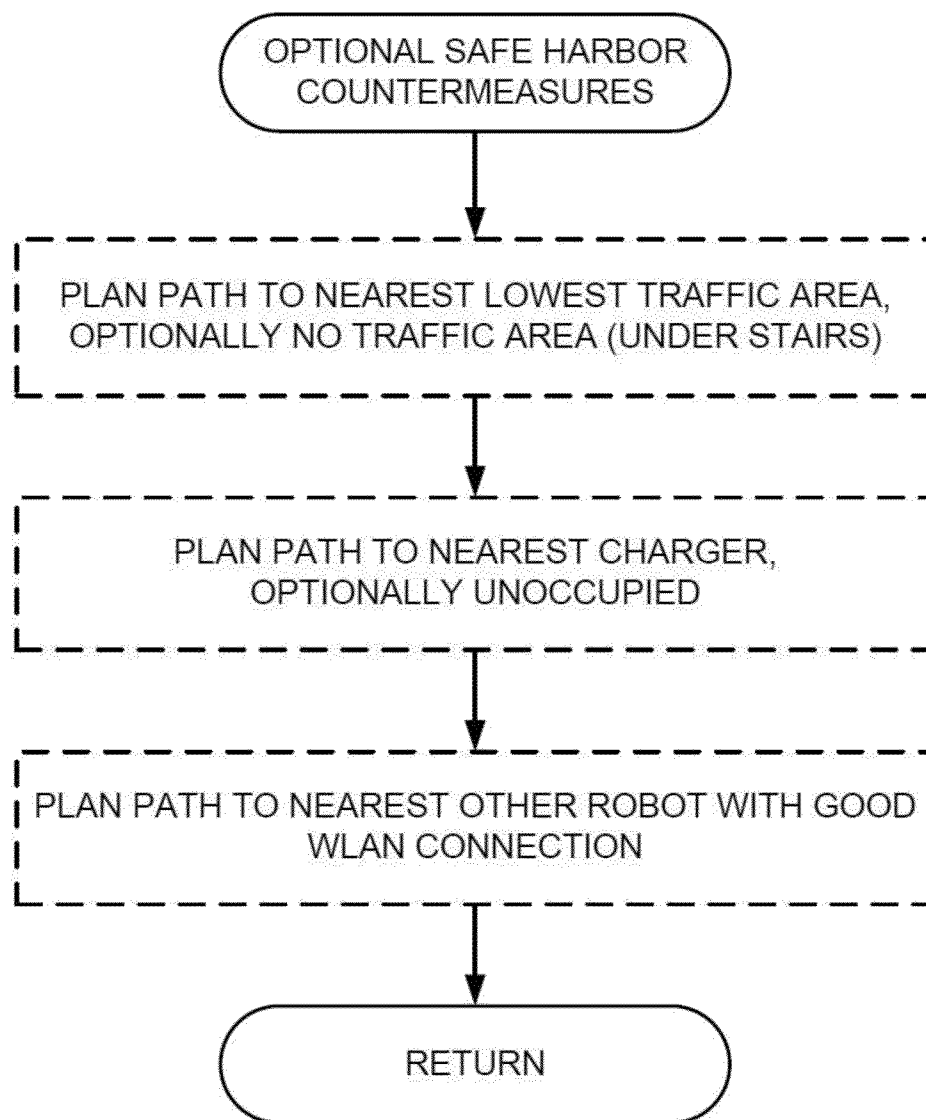 OPTIONAL SAFE HARBOR
COUNTERMEASURES
PLAN PATH TO NEAREST LOWEST TRAFFIC AREA,
OPTIONALLY NO TRAFFIC AREA (UNDER STAIRS)
PLAN PATH TO NEAREST CHARGER,
OPTIONALLY UNOCCUPIED
PLAN PATH TO NEAREST OTHER ROBOT WITH GOOD
WLAN CONNECTION
RETURN